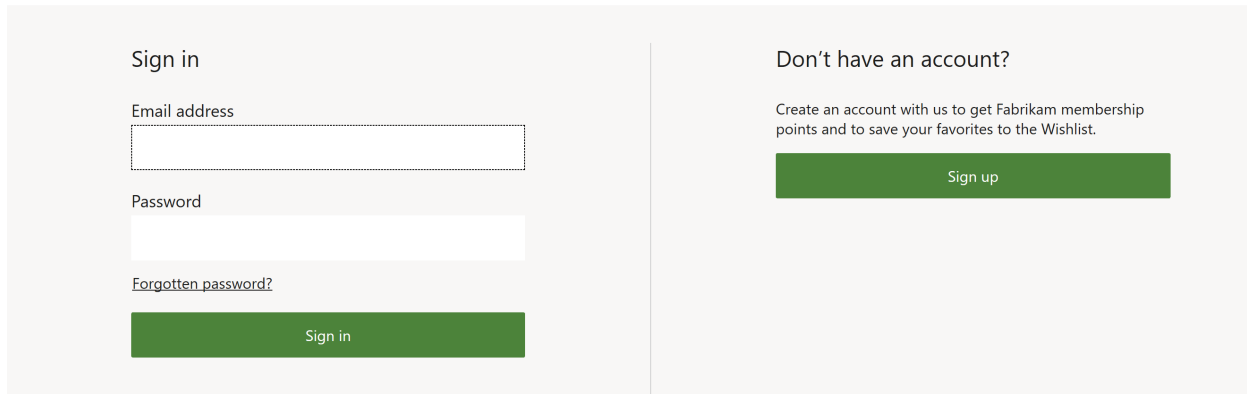 Sign in
Email address
Password
Forgotten password?
Sign in
Don’t have an account?
Create an account with us to get Fabrikam membership
points and to save your favorites to the Wishlist.
Sign up